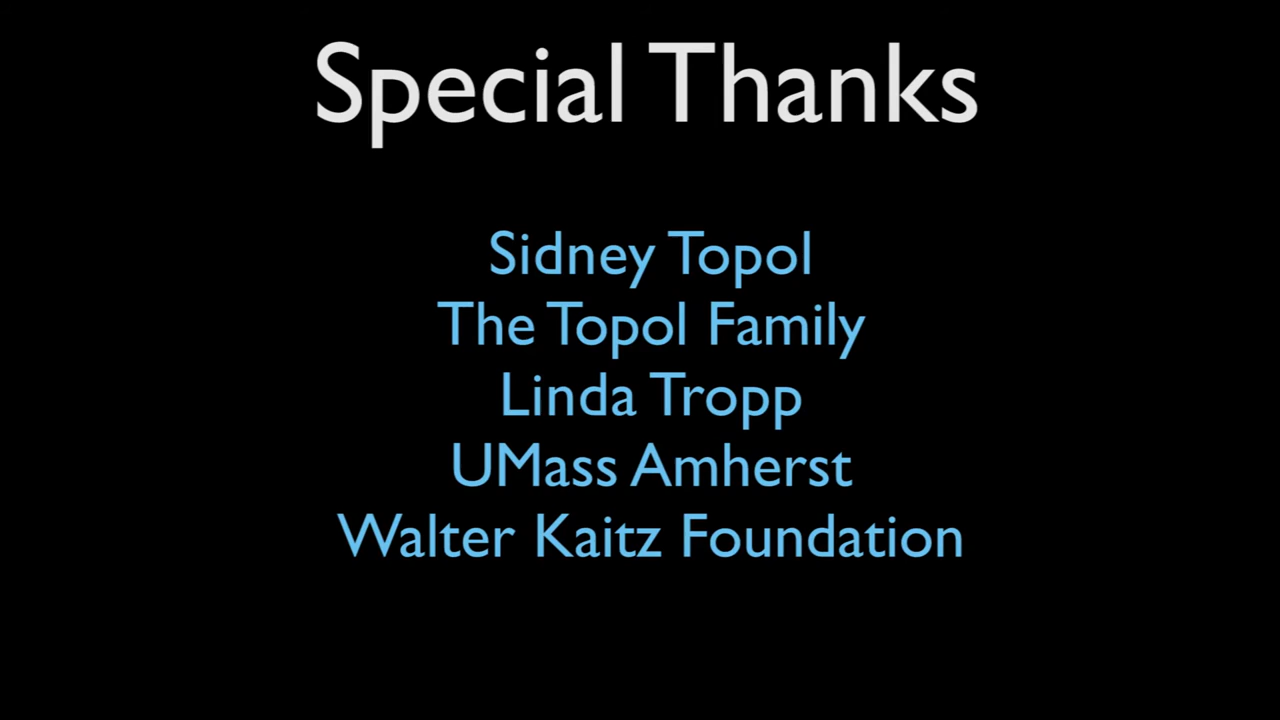 Special Thanks
Sidney Topol
The Topol Family
Linda Tropp
UMass Amherst
Walter Kaitz Foundation